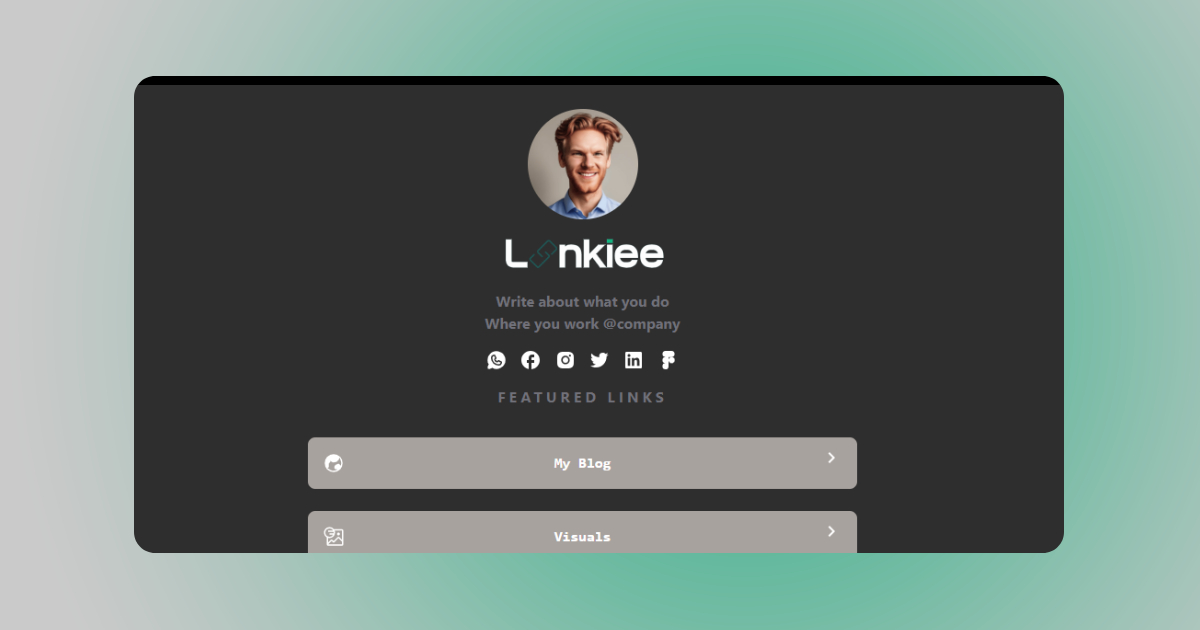 Linkiee
Write about what you do
Where you work @company
FEATURED LINKS
My Blog
Visuals